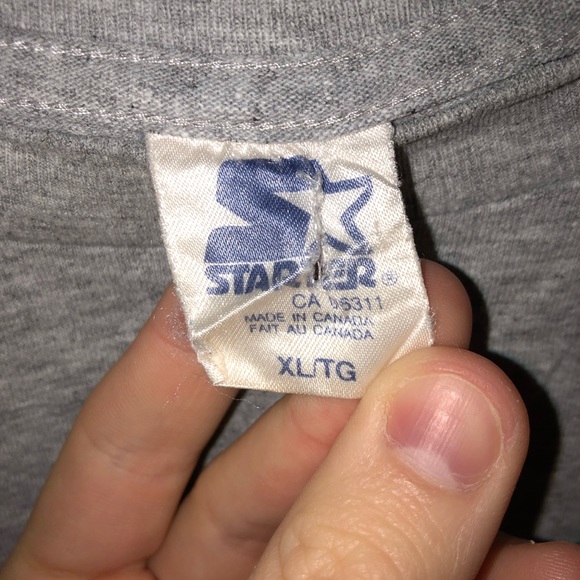 STARTER®
CA 06311
MADE IN CANADA
FAIT AU CANADA
XL/TG